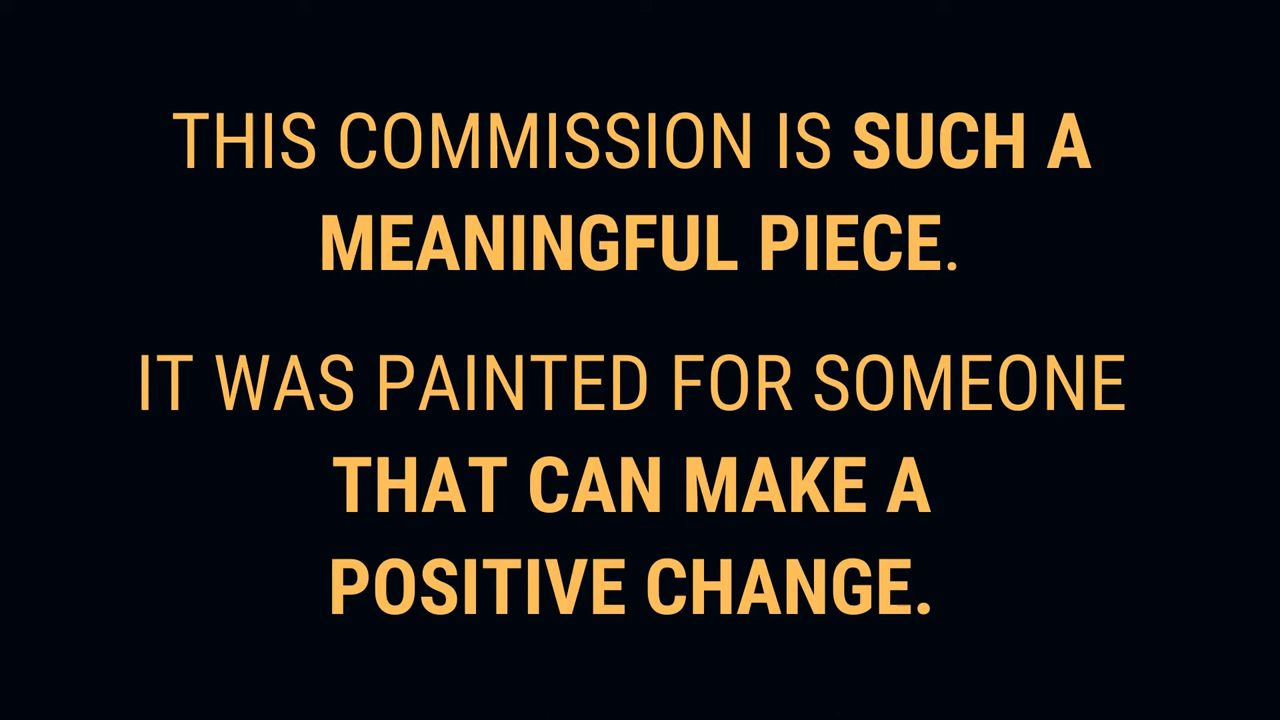 THIS COMMISSION IS SUCH A
MEANINGFUL PIECE.
IT WAS PAINTED FOR SOMEONE
THAT CAN MAKE A
POSITIVE CHANGE.